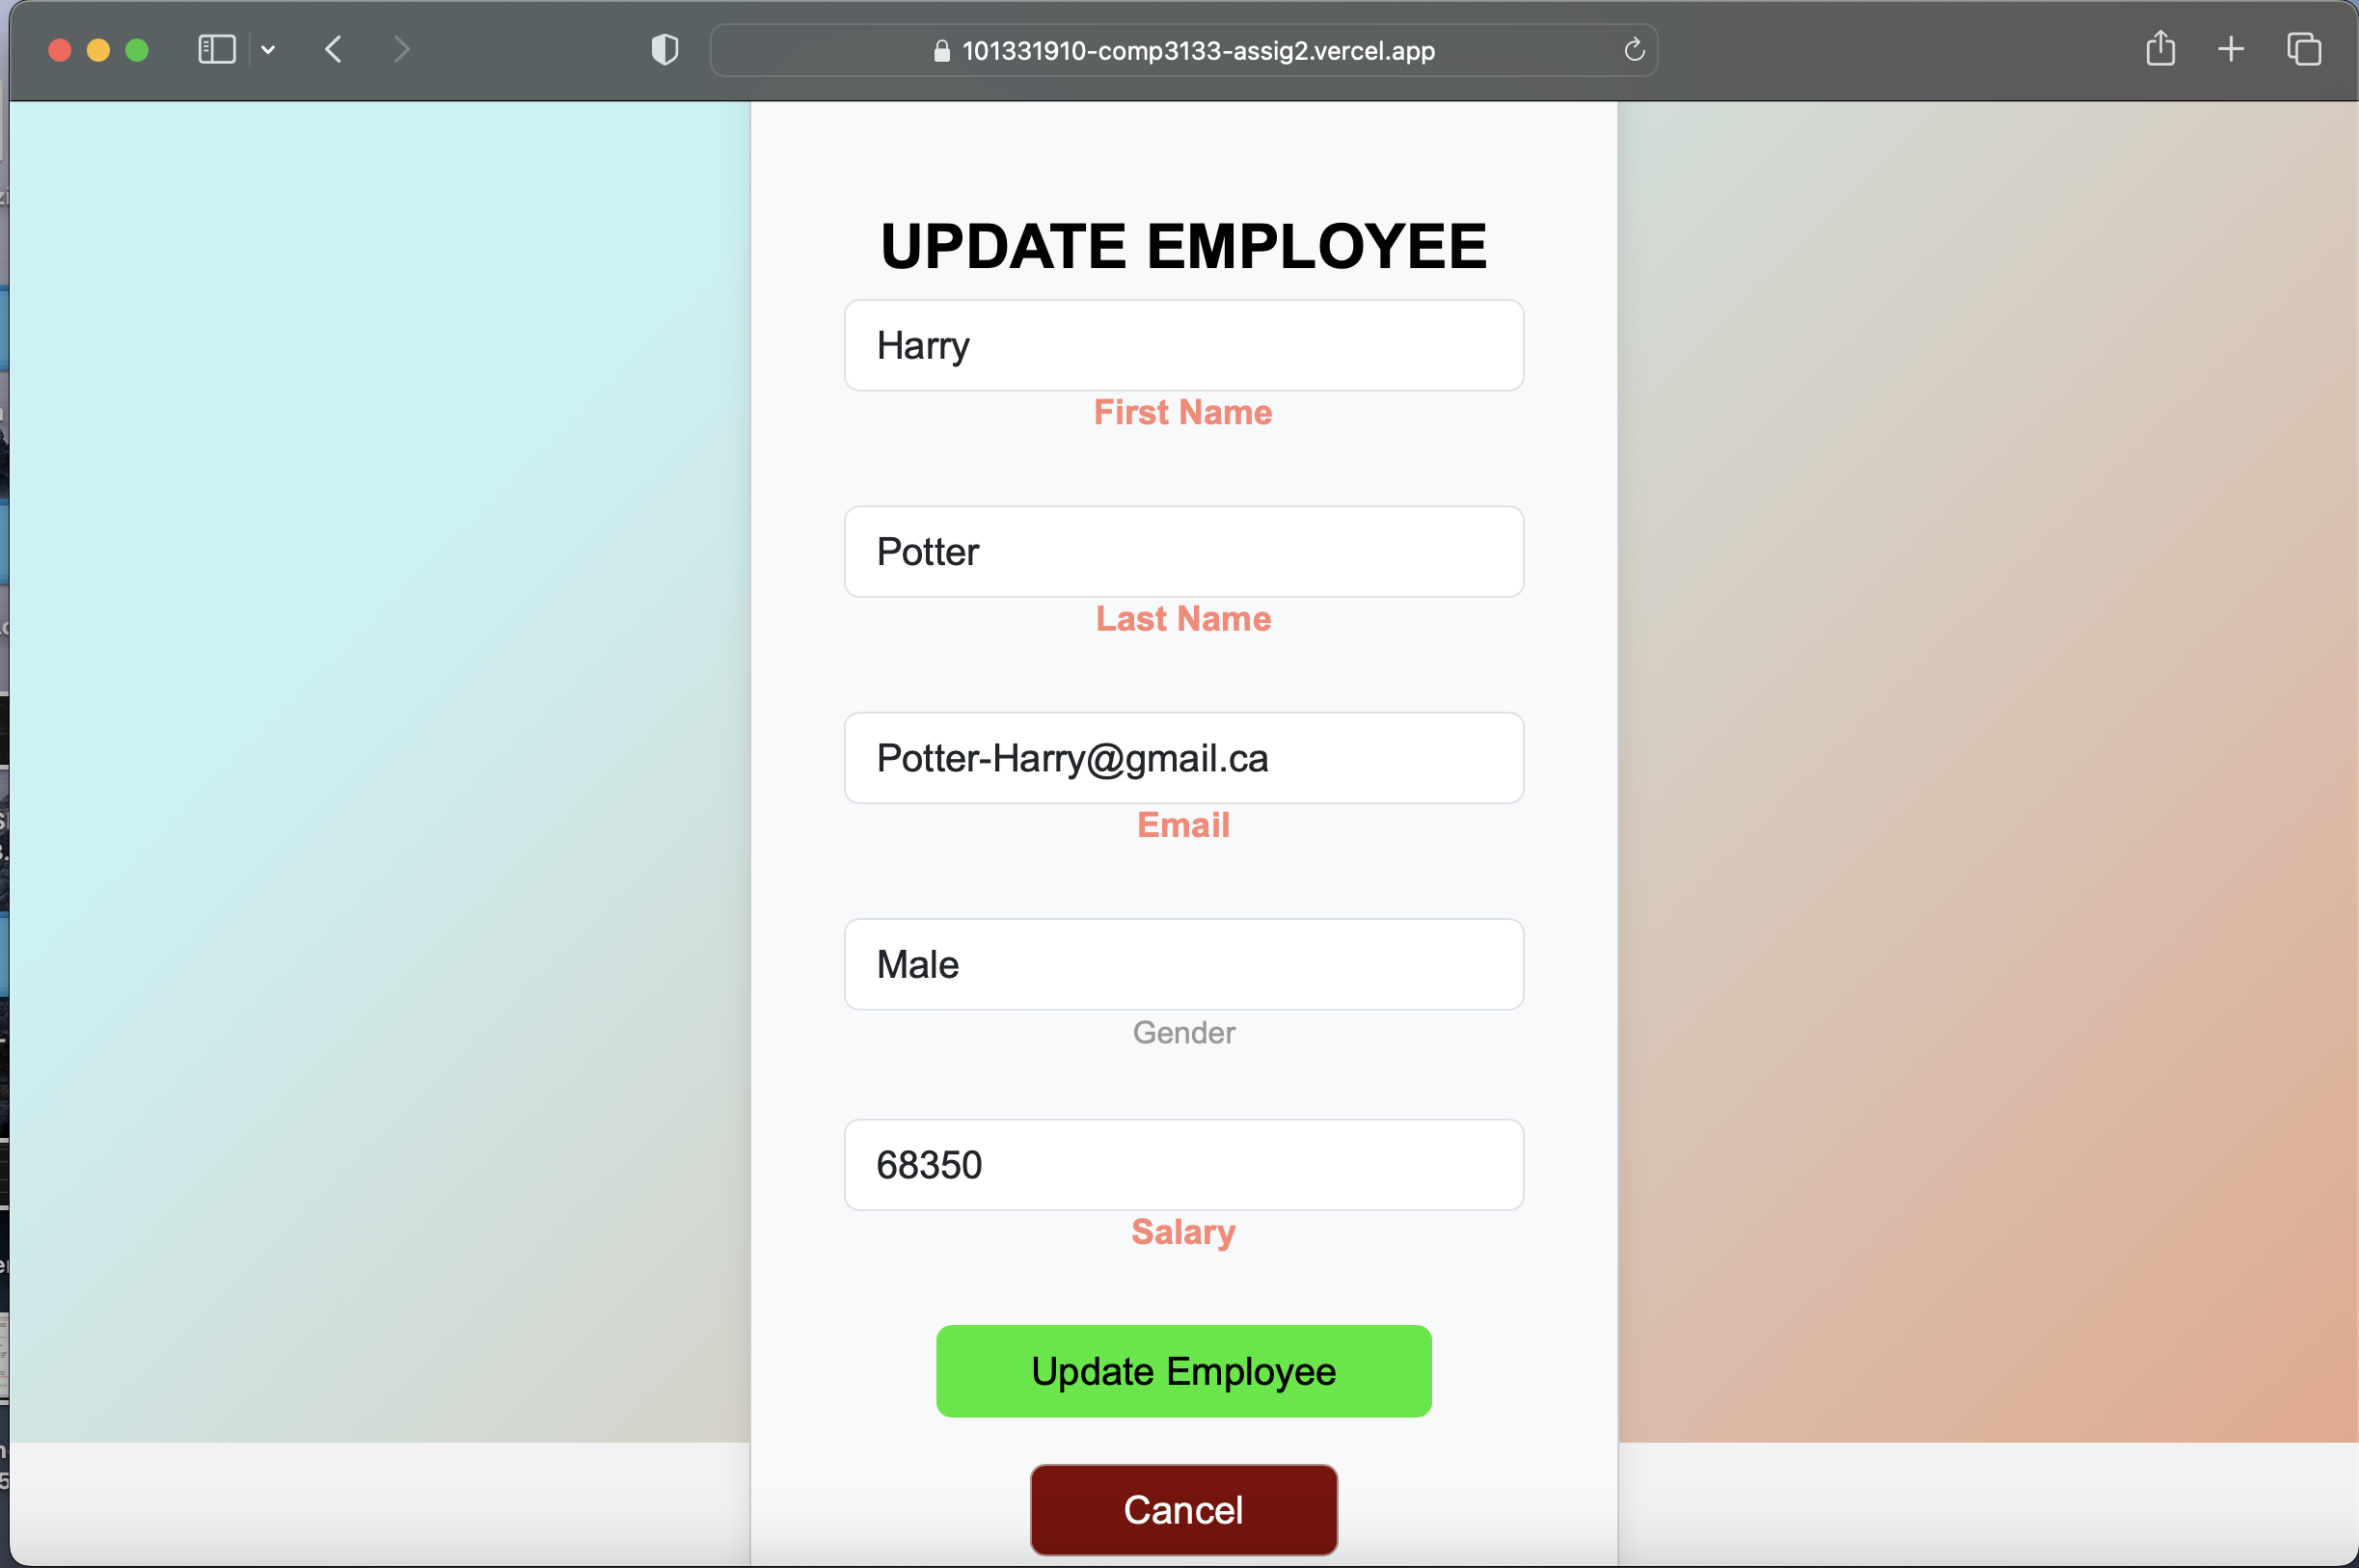 101331910-comp3133-assig2.vercel.app
UPDATE EMPLOYEE
Harry
First Name
Potter
Last Name
Potter-Harry@gmail.ca
Email
Male
Gender
68350
Salary
Update Employee
Cancel